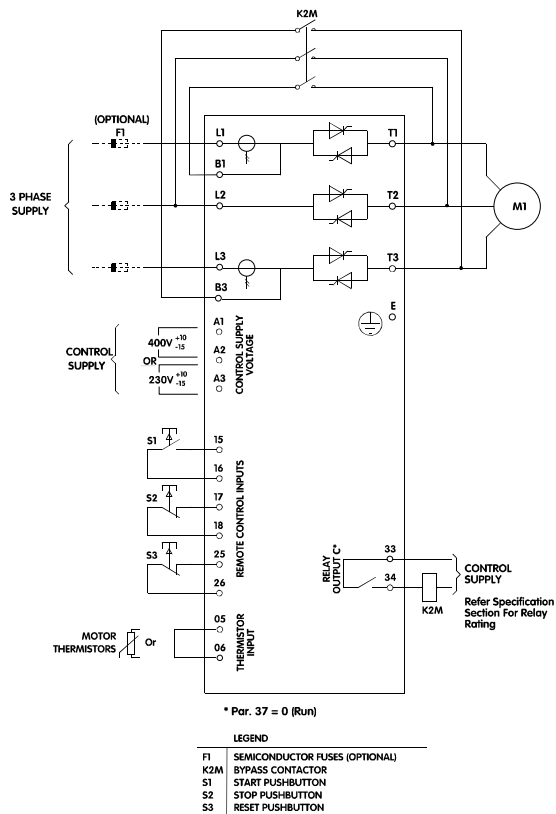 K2M
(OPTIONAL)
F1
L1
T1
B1
3 PHASE
SUPPLY
L2
T2
M1
L3
T3
B3
E
A1
CONTROL
SUPPLY
400V +10 -15
OR
230V +10 -15
A2
A3
CONTROL SUPPLY
VOLTAGE
S1
15
16
S2
17
18
S3
25
26
REMOTE CONTROL INPUTS
RELAY
OUTPUT C*
33
34
K2M
CONTROL
SUPPLY
Refer Specification
Section For Relay
Rating
MOTOR
THERMISTORS
Or
05
06
THERMISTOR
INPUT
* Par. 37 = 0 (Run)
LEGEND
F1 SEMICONDUCTOR FUSES (OPTIONAL)
K2M BYPASS CONTACTOR
S1 START PUSHBUTTON
S2 STOP PUSHBUTTON
S3 RESET PUSHBUTTON